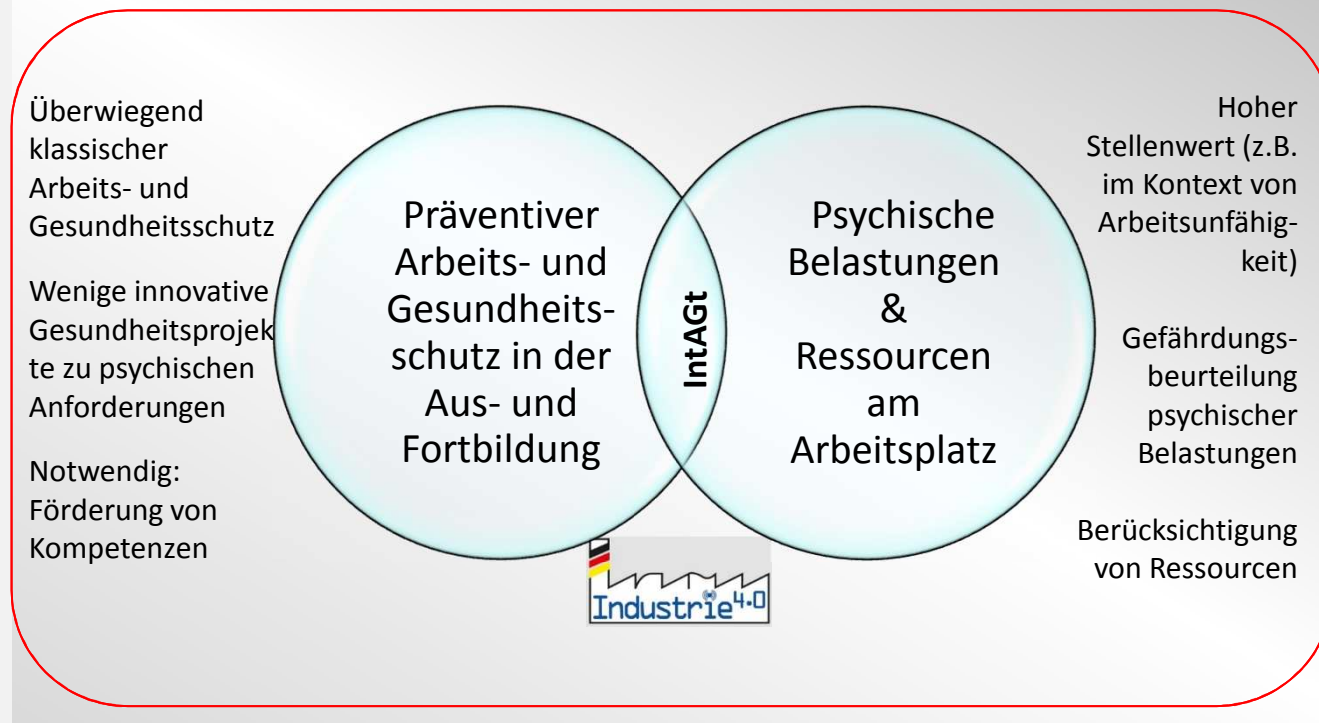 Überwiegend
klassischer
Arbeits- und
Gesundheitsschutz
Wenige innovative
Gesundheitsprojek
te zu psychischen
Anforderungen
Notwendig:
Förderung von
Kompetenzen
Präventiver
Arbeits- und
Gesundheits-
schutz in der
Aus- und
Fortbildung
IntAGt
Psychische
Belastungen
&
Ressourcen
am
Arbeitsplatz
Hoher
Stellenwert (z.B.
im Kontext von
Arbeitsunfähig-
keit)
Gefährdungs-
beurteilung
psychischer
Belastungen
Berücksichtigung
von Ressourcen
Industrie 4.0